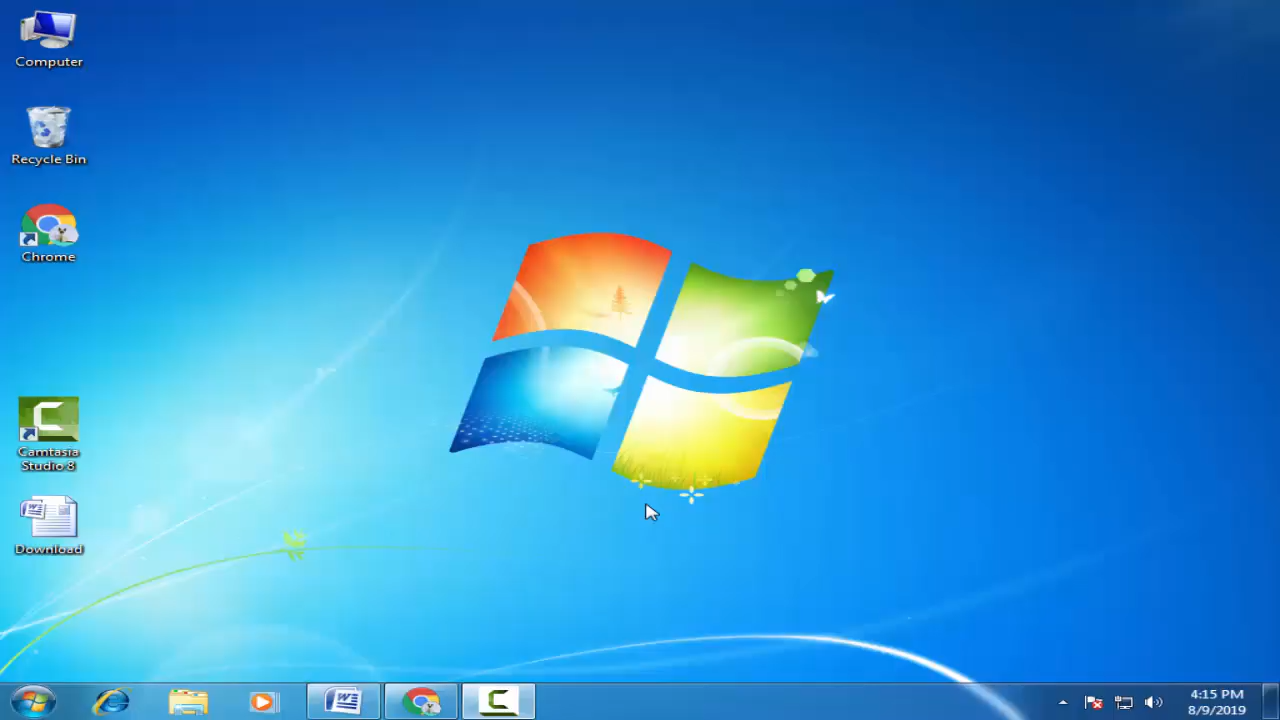 Computer
Recycle Bin
Chrome
Camtasia
Studio 8
Download
4:15 PM
8/9/2019